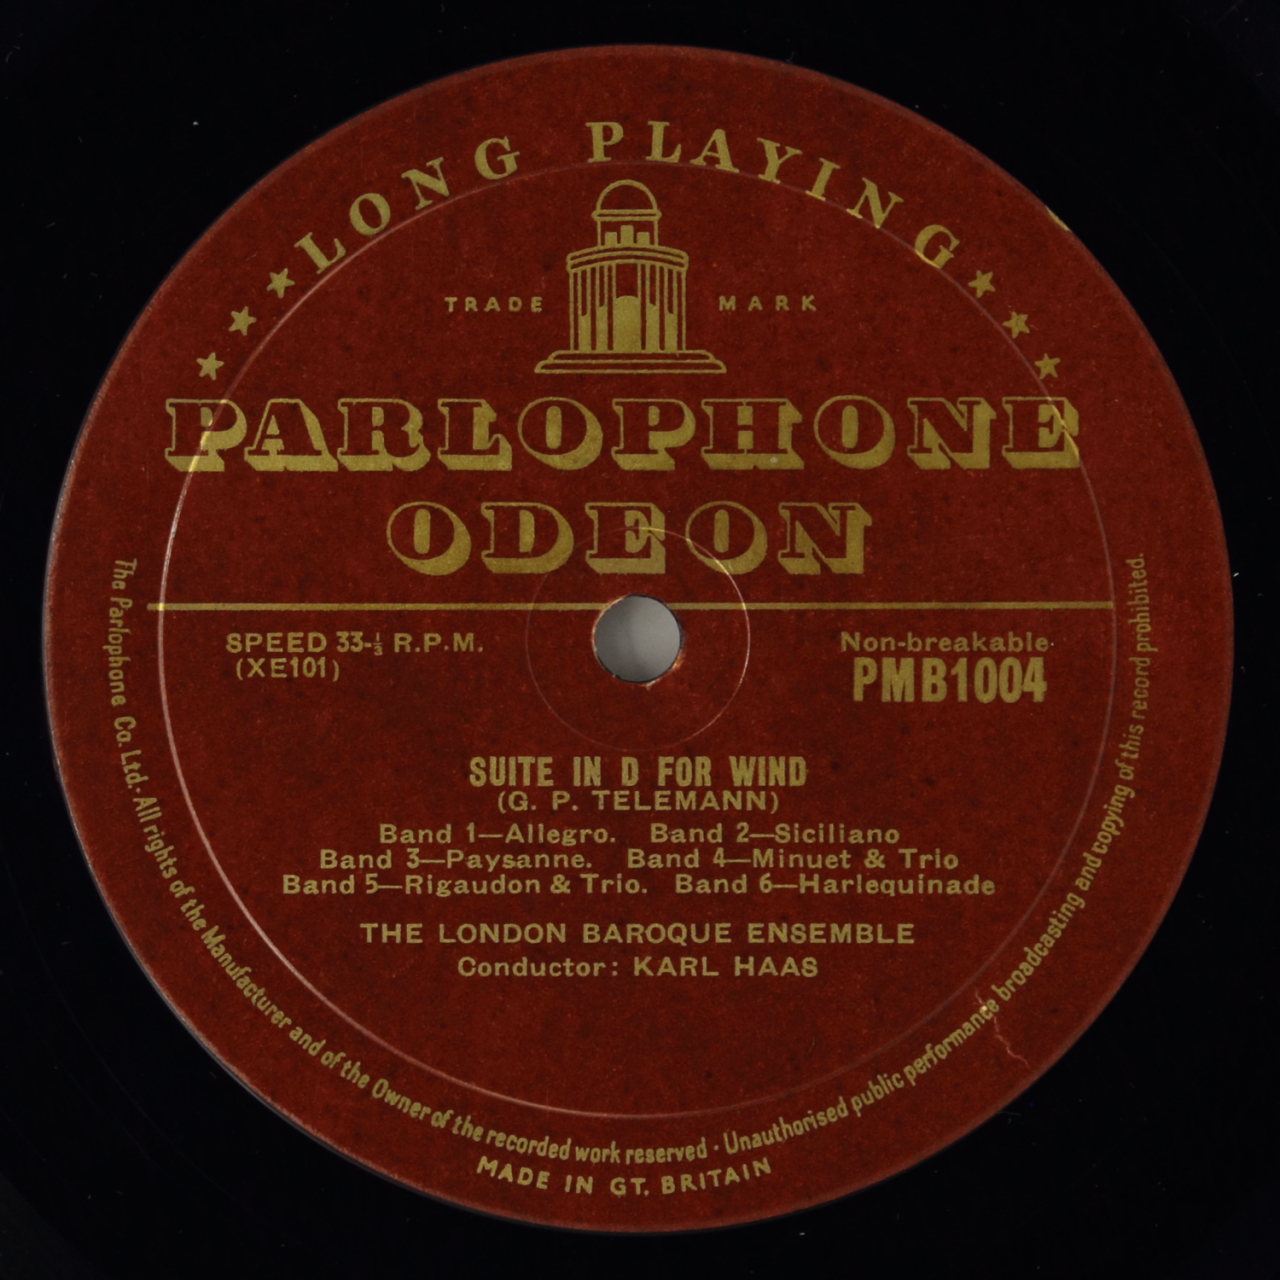 LONG PLAYING
TRADE MARK
PARLOPHONE
ODEON
SPEED 33-⅓ R.P.M.
(XE101)
Non-breakable
PMB1004
SUITE IN D FOR WIND
(G. P. TELEMANN)
Band 1—Allegro. Band 2—Siciliano
Band 3—Paysanne. Band 4—Minuet & Trio
Band 5—Rigaudon & Trio. Band 6—Harlequinade
THE LONDON BAROQUE ENSEMBLE
Conductor: KARL HAAS
The Parlophone Co. Ltd. All rights of the Manufacturer and of the Owner of the recorded work reserved · Unauthorised public performance broadcasting and copying of this record prohibited.
MADE IN GT. BRITAIN